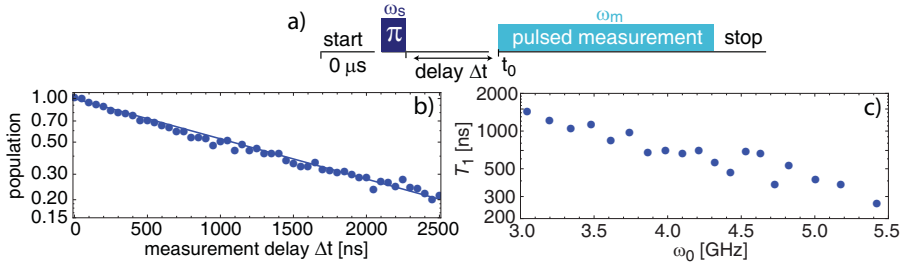 a)
ωs
π
ωm
pulsed measurement
start
stop
0 μs
delay Δt
t0
b)
population
1.00
0.70
0.50
0.30
0.20
0.15
0 500 1000 1500 2000 2500
measurement delay Δt [ns]
c)
T1 [ns]
2000
1000
500
300
200
3.0 3.5 4.0 4.5 5.0 5.5
ω0 [GHz]